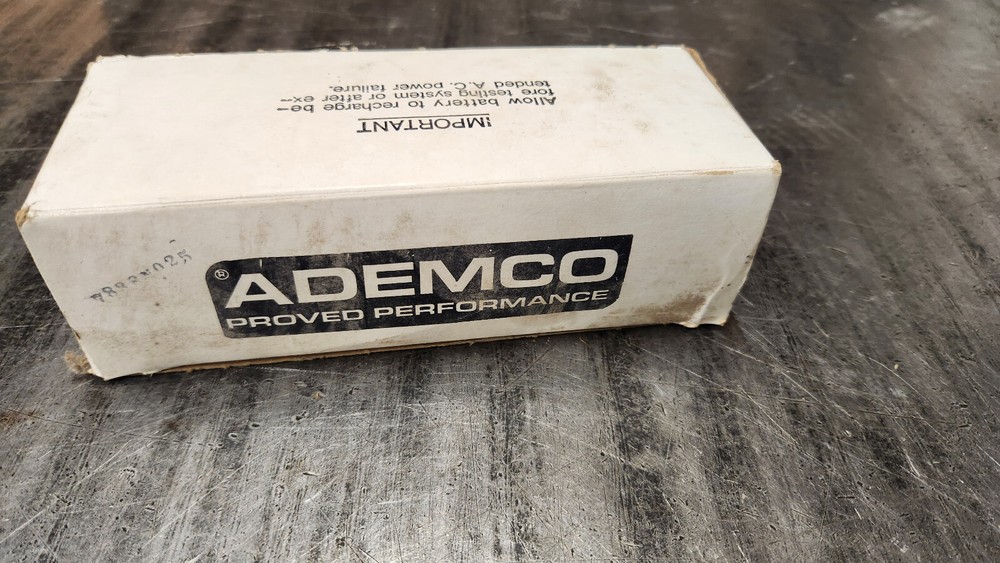 IMPORTANT
Allow battery to recharge be-
fore testing system or after ex-
tended A.C. power failure.
® ADEMCO
PROVED PERFORMANCE